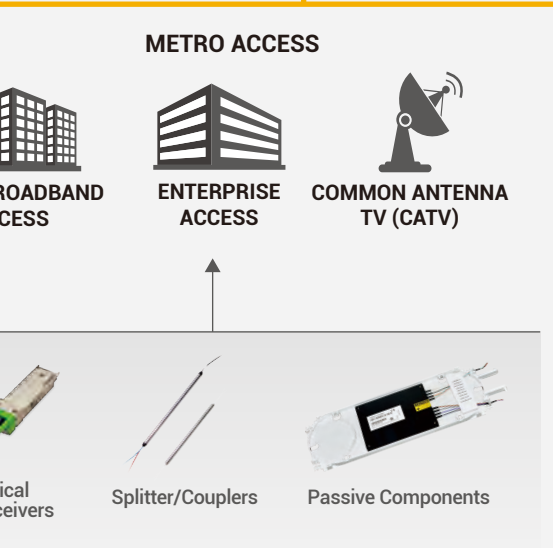 METRO ACCESS
ROADBAND
CESS
ENTERPRISE
ACCESS
COMMON ANTENNA
TV (CATV)
ical
ceivers
Splitter/Couplers
Passive Components